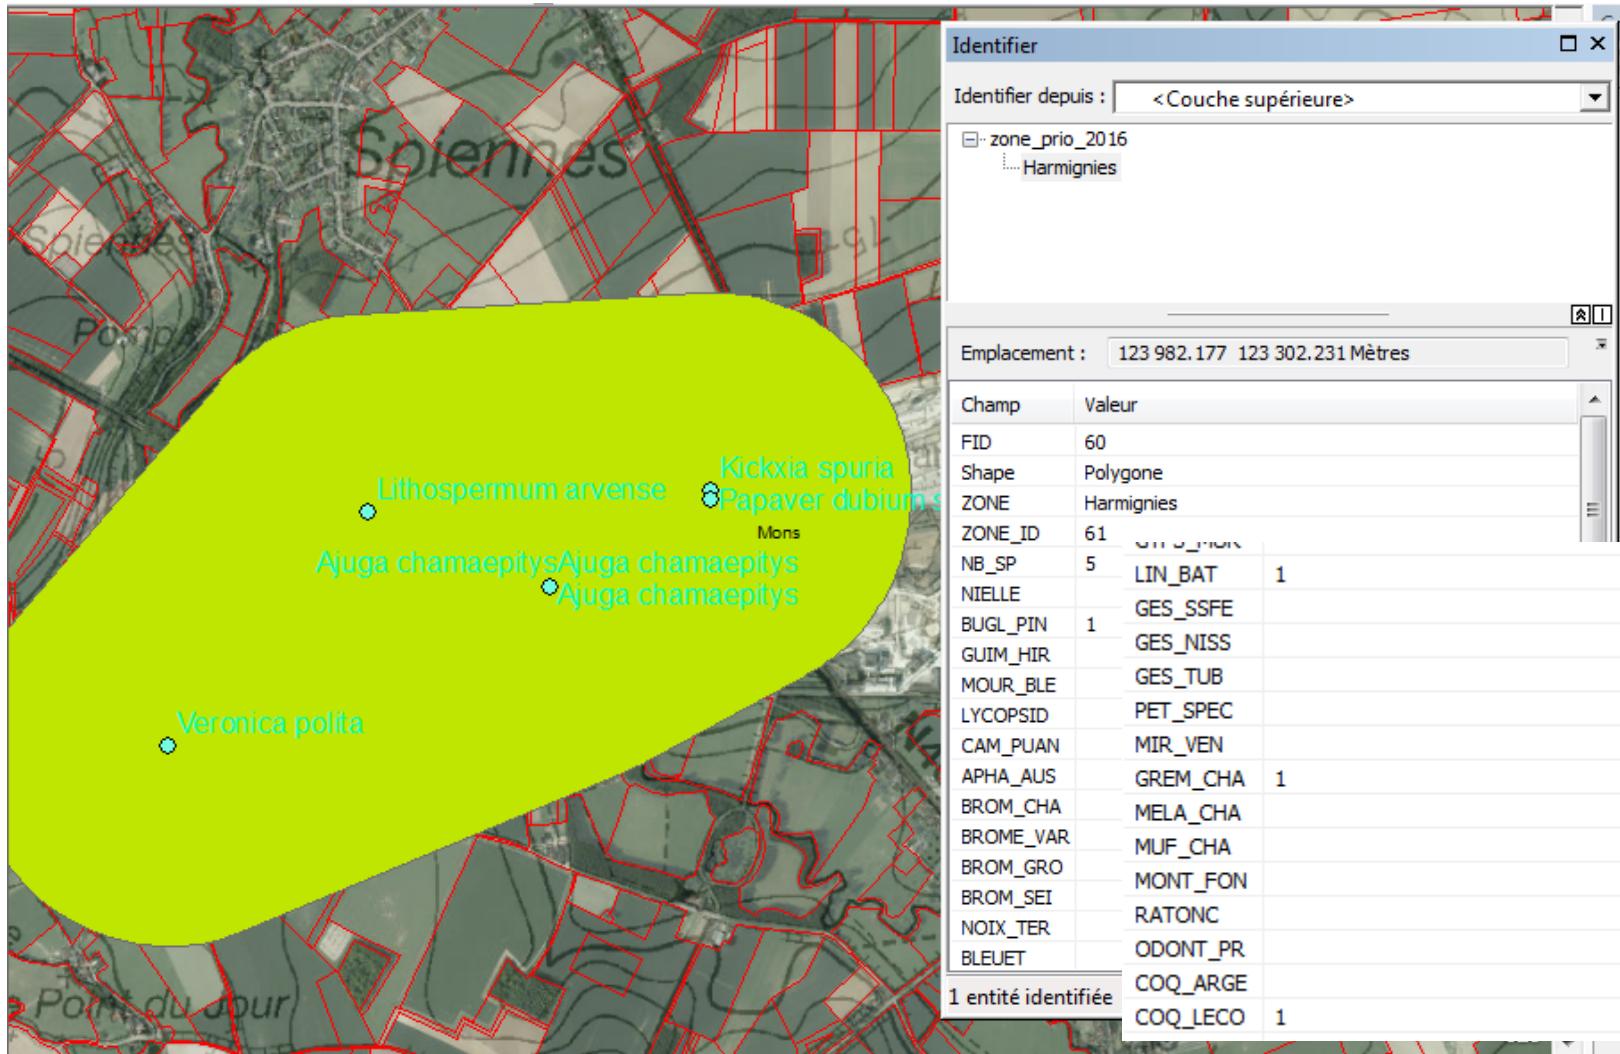 Spiennes
Spiennes
Pomp
Lithospermum arvense
Kickxia spuria
Papaver dubium s
Mons
Ajuga chamaepitysAjuga chamaepitys
Ajuga chamaepitys
Veronica polita
Point du Jour
Identifier
Identifier depuis : <Couche supérieure>
zone_prio_2016
Harmignies
Emplacement : 123 982.177 123 302.231 Mètres
Champ Valeur
FID 60
Shape Polygone
ZONE Harmignies
ZONE_ID 61
NB_SP 5
NIELLE
BUGL_PIN 1
GUIM_HIR
MOUR_BLE
LYCOPSID
CAM_PUAN
APHA_AUS
BROM_CHA
BROME_VAR
BROM_GRO
BROM_SEI
NOIX_TER
BLEUET
1 entité identifiée
LIN_BAT 1
GES_SSFE
GES_NISS
GES_TUB
PET_SPEC
MIR_VEN
GREM_CHA 1
MELA_CHA
MUF_CHA
MONT_FON
RATONC
ODONT_PR
COQ_ARGE
COQ_LECO 1